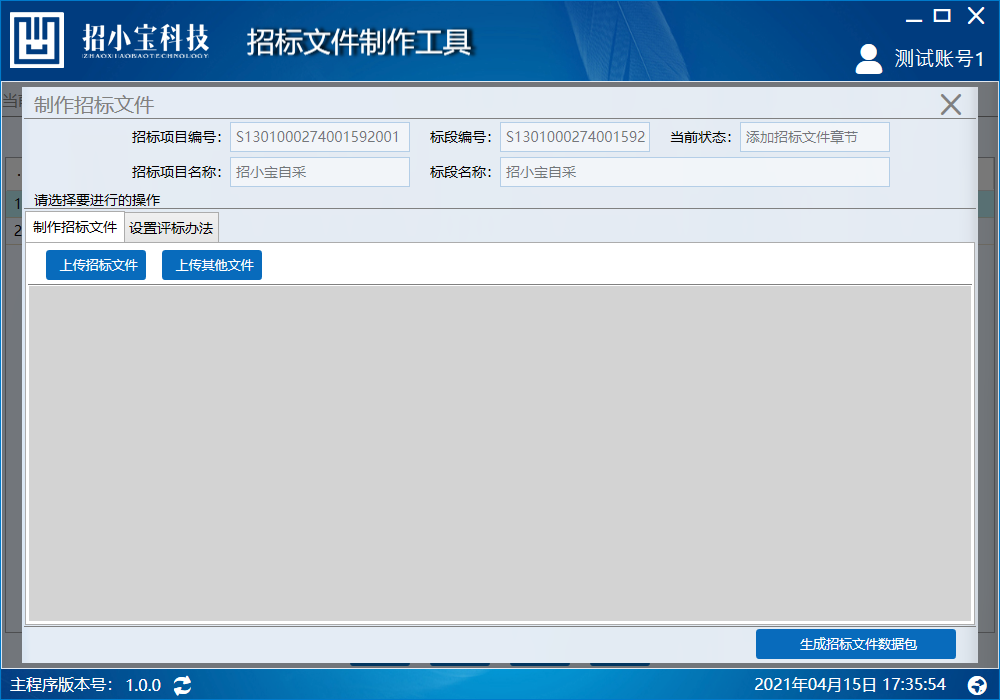 招小宝科技
ZHAOXIAOBAOTECHNOLOGY
招标文件制作工具
测试账号1
当前
制作招标文件
招标项目编号： S1301000274001592001 标段编号： S1301000274001592 当前状态： 添加招标文件章节
招标项目名称： 招小宝自采 标段名称： 招小宝自采
请选择要进行的操作
1
2
制作招标文件 设置评标办法
上传招标文件 上传其他文件
生成招标文件数据包
主程序版本号： 1.0.0 2021年04月15日 17:35:54